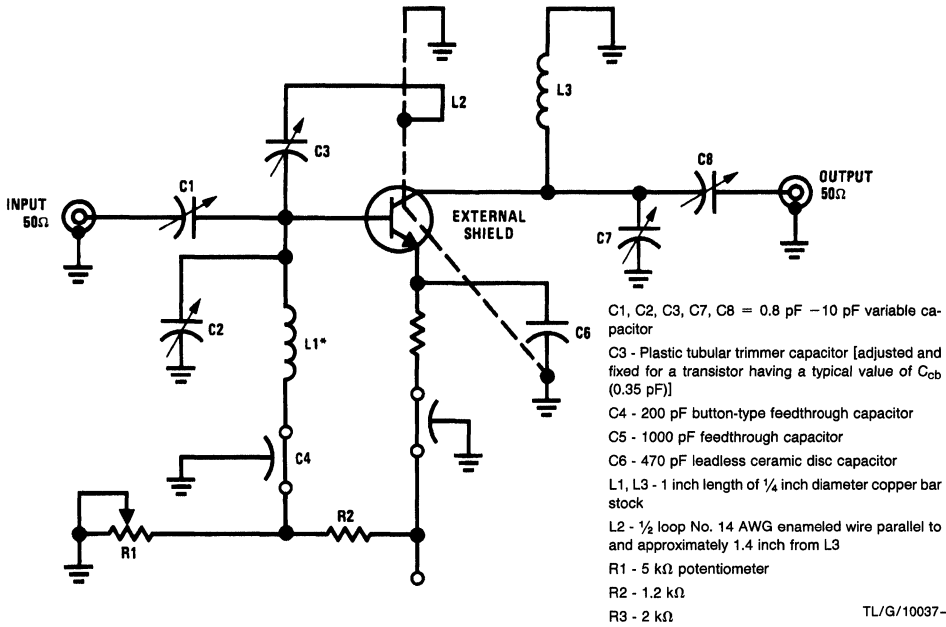 L2
L3
C3
C8
C1
INPUT
50Ω
OUTPUT
50Ω
EXTERNAL
SHIELD
C7
C2
L1*
C6
C4
R2
R1
C1, C2, C3, C7, C8 = 0.8 pF −10 pF variable ca-
pacitor
C3 - Plastic tubular trimmer capacitor [adjusted and
fixed for a transistor having a typical value of Ccb
(0.35 pF)]
C4 - 200 pF button-type feedthrough capacitor
C5 - 1000 pF feedthrough capacitor
C6 - 470 pF leadless ceramic disc capacitor
L1, L3 - 1 inch length of ¼ inch diameter copper bar
stock
L2 - ½ loop No. 14 AWG enameled wire parallel to
and approximately 1.4 inch from L3
R1 - 5 kΩ potentiometer
R2 - 1.2 kΩ
R3 - 2 kΩ
TL/G/10037–